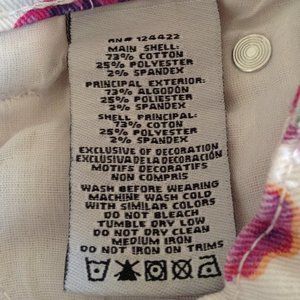 RN# 124422
MAIN SHELL:
73% COTTON
25% POLYESTER
2% SPANDEX
PRINCIPAL EXTERIOR:
73% ALGODÓN
25% POLIESTER
2% SPANDEX
SHELL PRINCIPAL:
73% COTON
25% POLYESTER
2% SPANDEX
EXCLUSIVE OF DECORATION
EXCLUSIVA DE LA DECORACIÓN
MOTIFS DECORATIFS
NON COMPRIS
WASH BEFORE WEARING
MACHINE WASH COLD
WITH SIMILAR COLORS
DO NOT BLEACH
TUMBLE DRY LOW
DO NOT DRY CLEAN
MEDIUM IRON
DO NOT IRON ON TRIMS